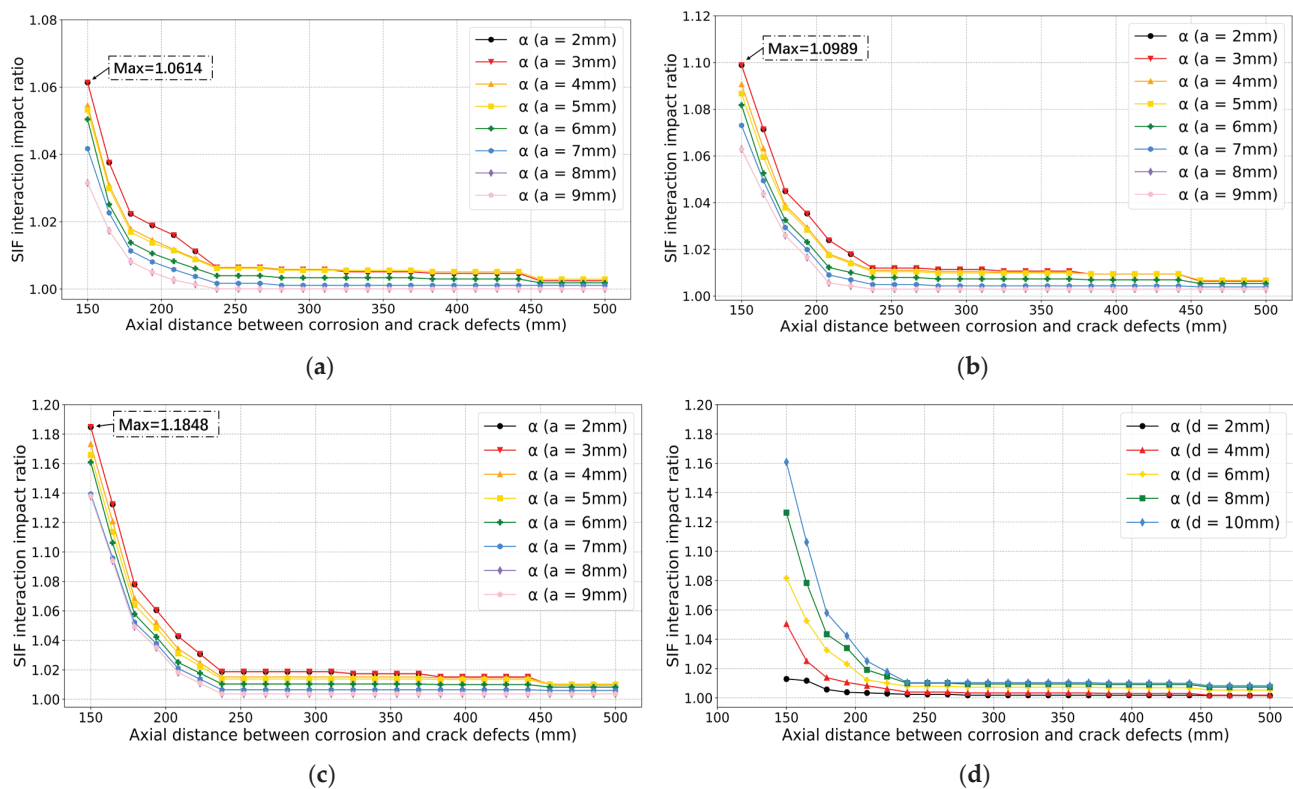 1.08
1.06
1.04
1.02
1.00
SIF interaction impact ratio
Max=1.0614
α (a = 2mm)
α (a = 3mm)
α (a = 4mm)
α (a = 5mm)
α (a = 6mm)
α (a = 7mm)
α (a = 8mm)
α (a = 9mm)
150 200 250 300 350 400 450 500
Axial distance between corrosion and crack defects (mm)
(a)
1.12
1.10
1.08
1.06
1.04
1.02
1.00
SIF interaction impact ratio
Max=1.0989
α (a = 2mm)
α (a = 3mm)
α (a = 4mm)
α (a = 5mm)
α (a = 6mm)
α (a = 7mm)
α (a = 8mm)
α (a = 9mm)
150 200 250 300 350 400 450 500
Axial distance between corrosion and crack defects (mm)
(b)
1.20
1.18
1.16
1.14
1.12
1.10
1.08
1.06
1.04
1.02
1.00
SIF interaction impact ratio
Max=1.1848
α (a = 2mm)
α (a = 3mm)
α (a = 4mm)
α (a = 5mm)
α (a = 6mm)
α (a = 7mm)
α (a = 8mm)
α (a = 9mm)
150 200 250 300 350 400 450 500
Axial distance between corrosion and crack defects (mm)
(c)
1.20
1.18
1.16
1.14
1.12
1.10
1.08
1.06
1.04
1.02
1.00
SIF interaction impact ratio
α (d = 2mm)
α (d = 4mm)
α (d = 6mm)
α (d = 8mm)
α (d = 10mm)
100 150 200 250 300 350 400 450 500
Axial distance between corrosion and crack defects (mm)
(d)